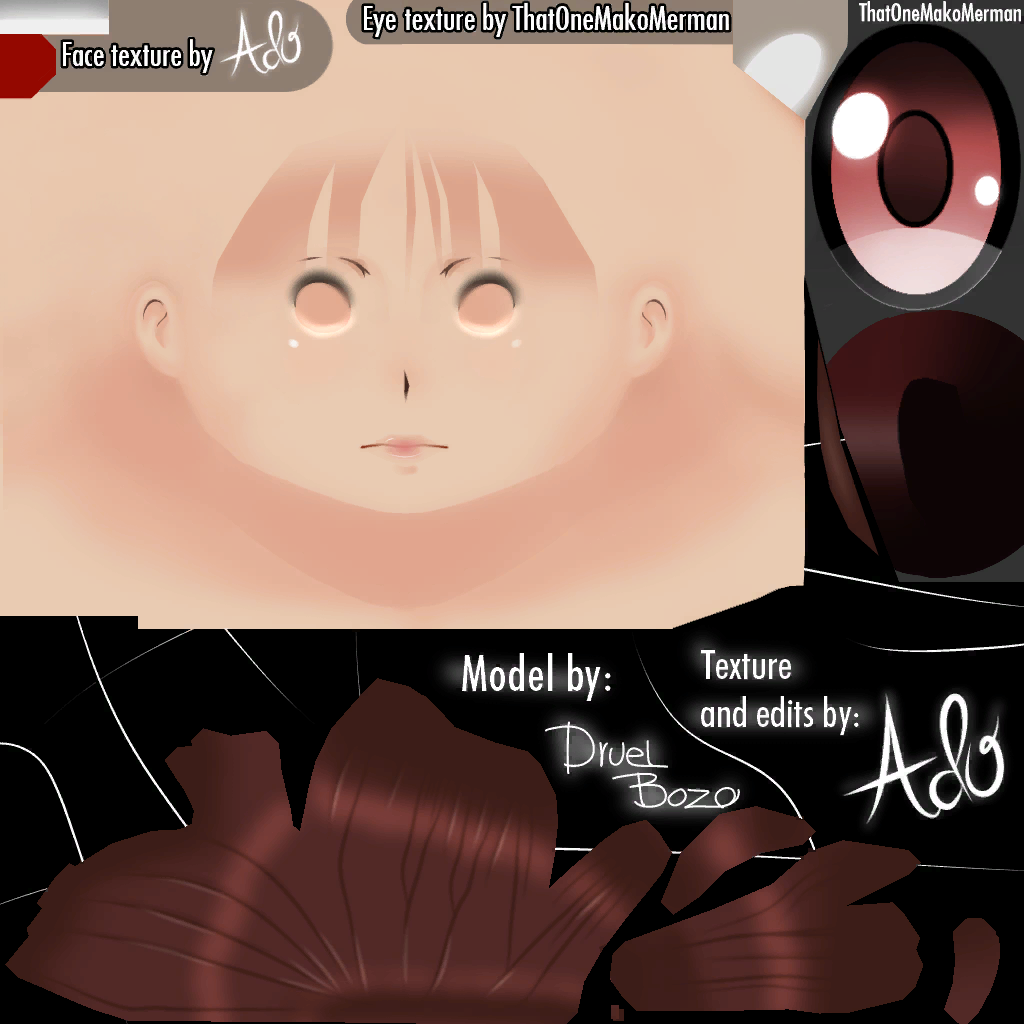 Face texture by Ado
Eye texture by ThatOneMakoMerman
ThatOneMakoMerman
Model by:
Druel
Bozo
Texture
and edits by:
Ado